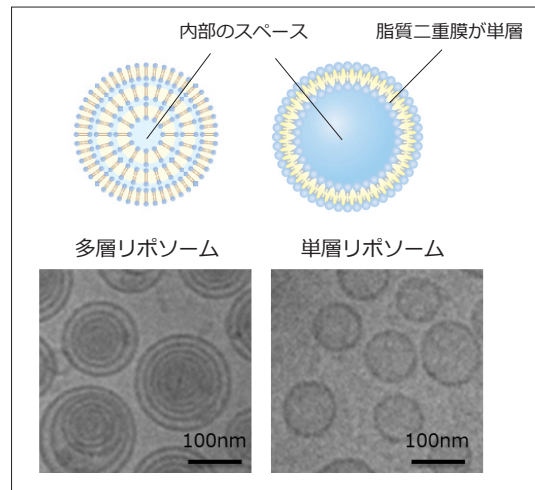 内部のスペース
脂質二重膜が単層
多層リポソーム
単層リポソーム
100nm
100nm